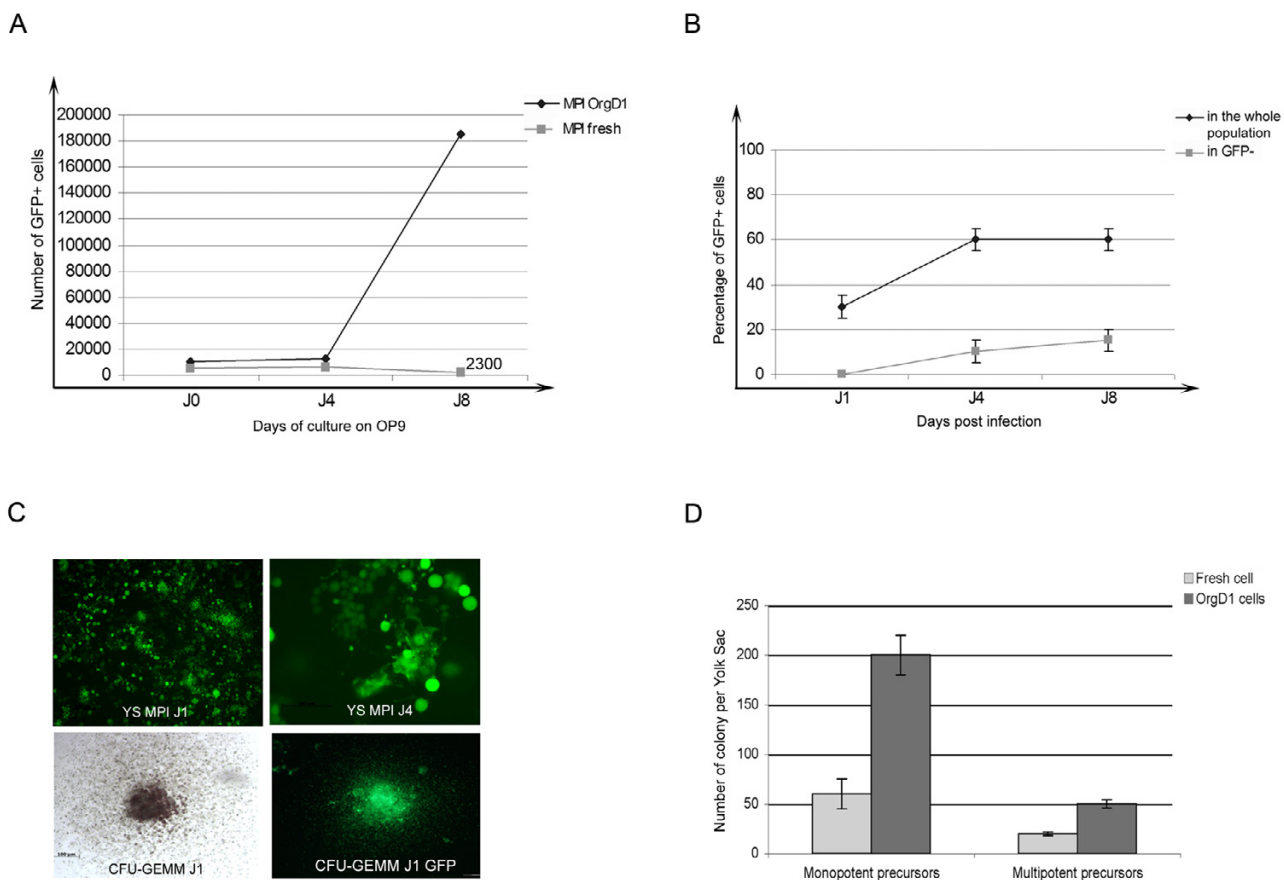 A
Number of GFP+ cells
200000
180000
160000
140000
120000
100000
80000
60000
40000
20000
0
J0
J4
J8
2300
Days of culture on OP9
MPI OrgD1
MPI fresh
B
Percentage of GFP+ cells
100
80
60
40
20
0
J1
J4
J8
Days post infection
in the whole
population
in GFP-
C
YS MPI J1
YS MPI J4
CFU-GEMM J1
CFU-GEMM J1 GFP
100 µm
D
Fresh cell
OrgD1 cells
Number of colony per Yolk Sac
250
200
150
100
50
0
Monopotent precursors
Multipotent precursors